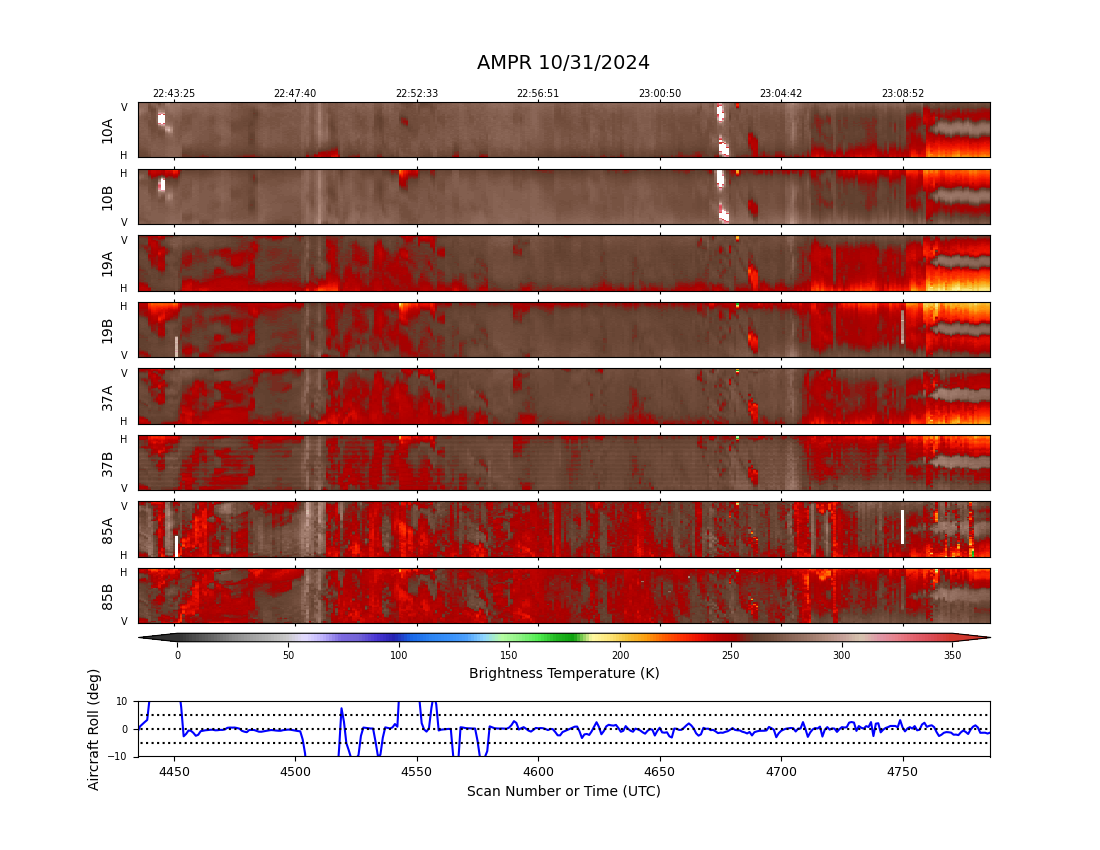 AMPR 10/31/2024
22:43:25 22:47:40 22:52:33 22:56:51 23:00:50 23:04:42 23:08:52
V
10A
H
H
10B
V
V
19A
H
H
19B
V
V
37A
H
H
37B
V
V
85A
H
H
85B
V
0 50 100 150 200 250 300 350
Brightness Temperature (K)
Aircraft Roll (deg)
10
0
−10
4450 4500 4550 4600 4650 4700 4750
Scan Number or Time (UTC)